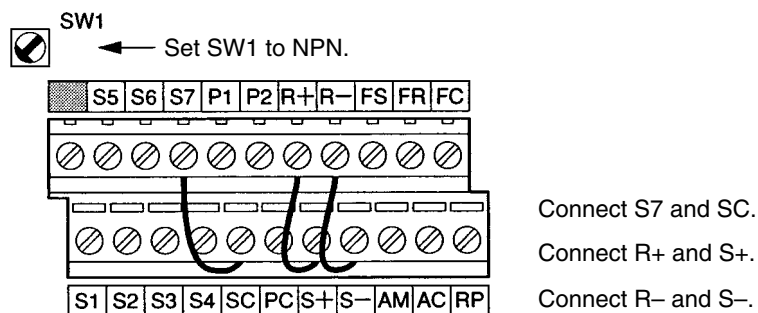 SW1
Set SW1 to NPN.
S5 S6 S7 P1 P2 R+ R− FS FR FC
Connect S7 and SC.
Connect R+ and S+.
S1 S2 S3 S4 SC PC S+ S− AM AC RP
Connect R– and S–.